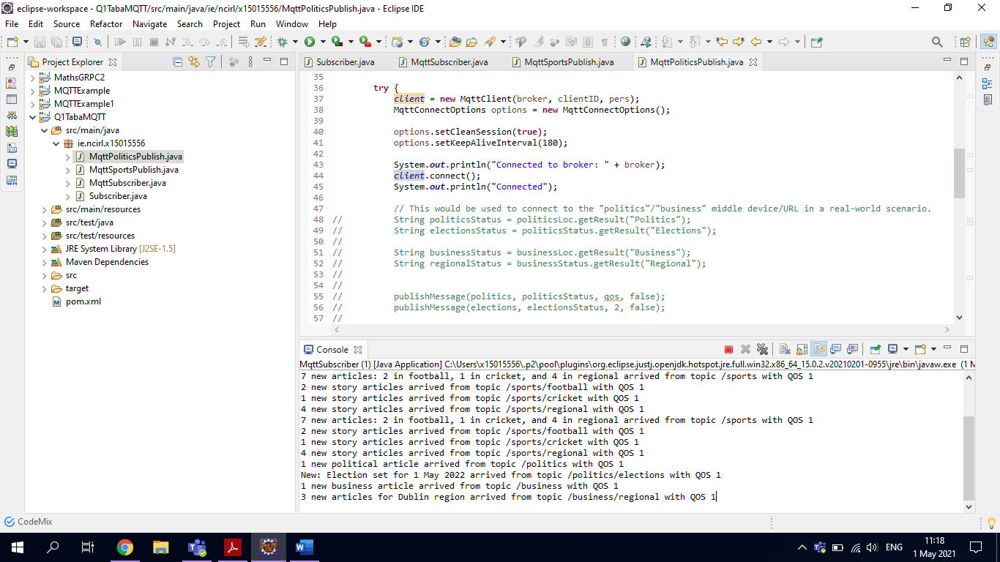 eclipse-workspace - Q1TabaMQTT/src/main/java/ie/ncirl/x15015556/MqttPoliticsPublish.java - Eclipse IDE
File Edit Source Refactor Navigate Search Project Run Window Help
Project Explorer
MathsGRPC2
MQTTExample
MQTTExample1
Q1TabaMQTT
src/main/java
ie.ncirl.x15015556
MqttPoliticsPublish.java
MqttSportsPublish.java
MqttSubscriber.java
Subscriber.java
src/main/resources
src/test/java
src/test/resources
JRE System Library [J2SE-1.5]
Maven Dependencies
src
target
pom.xml
Subscriber.java MqttSubscriber.java MqttSportsPublish.java MqttPoliticsPublish.java
35
36 try {
37 client = new MqttClient(broker, clientID, pers);
38 MqttConnectOptions options = new MqttConnectOptions();
39
40 options.setCleanSession(true);
41 options.setKeepAliveInterval(180);
42
43 System.out.println("Connected to broker: " + broker);
44 client.connect();
45 System.out.println("Connected");
46
47 // This would be used to connect to the "politics"/"business" middle device/URL in a real-world scenario.
48 // String politicsStatus = politicsLoc.getResult("Politics");
49 // String electionsStatus = politicsStatus.getResult("Elections");
50 //
51 // String businessStatus = businessLoc.getResult("Business");
52 // String regionalStatus = businessStatus.getResult("Regional");
53 //
54 //
55 // publishMessage(politics, politicsStatus, qos, false);
56 // publishMessage(elections, electionsStatus, 2, false);
57 //
Console
MqttSubscriber (1) [Java Application] C:\Users\x15015556\.p2\pool\plugins\org.eclipse.justj.openjdk.hotspot.jre.full.win32.x86_64_15.0.2.v20210201-0955\jre\bin\javaw.exe (1 M
7 new articles: 2 in football, 1 in cricket, and 4 in regional arrived from topic /sports with QOS 1
2 new story articles arrived from topic /sports/football with QOS 1
1 new story articles arrived from topic /sports/cricket with QOS 1
4 new story articles arrived from topic /sports/regional with QOS 1
7 new articles: 2 in football, 1 in cricket, and 4 in regional arrived from topic /sports with QOS 1
2 new story articles arrived from topic /sports/football with QOS 1
1 new story articles arrived from topic /sports/cricket with QOS 1
4 new story articles arrived from topic /sports/regional with QOS 1
1 new political article arrived from topic /politics with QOS 1
New: Election set for 1 May 2022 arrived from topic /politics/elections with QOS 1
1 new business article arrived from topic /business with QOS 1
3 new articles for Dublin region arrived from topic /business/regional with QOS 1
CodeMix
ENG
11:18
1 May 2021